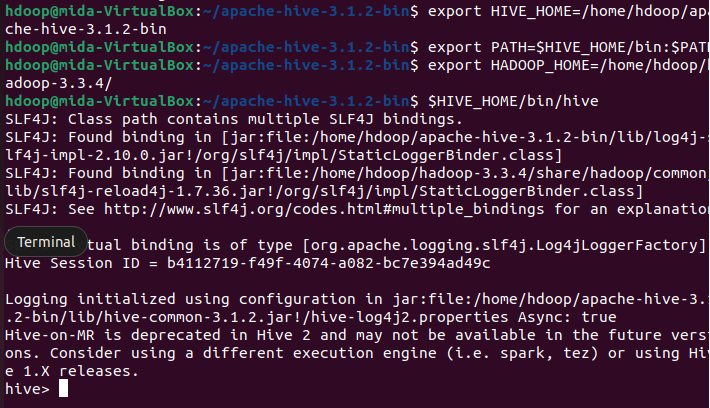 hdoop@mida-VirtualBox:~/apache-hive-3.1.2-bin$ export HIVE_HOME=/home/hdoop/apa
che-hive-3.1.2-bin
hdoop@mida-VirtualBox:~/apache-hive-3.1.2-bin$ export PATH=$HIVE_HOME/bin:$PAT
hdoop@mida-VirtualBox:~/apache-hive-3.1.2-bin$ export HADOOP_HOME=/home/hdoop/h
adoop-3.3.4/
hdoop@mida-VirtualBox:~/apache-hive-3.1.2-bin$ $HIVE_HOME/bin/hive
SLF4J: Class path contains multiple SLF4J bindings.
SLF4J: Found binding in [jar:file:/home/hdoop/apache-hive-3.1.2-bin/lib/log4j-s
lf4j-impl-2.10.0.jar!/org/slf4j/impl/StaticLoggerBinder.class]
SLF4J: Found binding in [jar:file:/home/hdoop/hadoop-3.3.4/share/hadoop/common/
lib/slf4j-reload4j-1.7.36.jar!/org/slf4j/impl/StaticLoggerBinder.class]
SLF4J: See http://www.slf4j.org/codes.html#multiple_bindings for an explanation
Terminal
tual binding is of type [org.apache.logging.slf4j.Log4jLoggerFactory]
Hive Session ID = b4112719-f49f-4074-a082-bc7e394ad49c
Logging initialized using configuration in jar:file:/home/hdoop/apache-hive-3.1
.2-bin/lib/hive-common-3.1.2.jar!/hive-log4j2.properties Async: true
Hive-on-MR is deprecated in Hive 2 and may not be available in the future versi
ons. Consider using a different execution engine (i.e. spark, tez) or using Hiv
e 1.X releases.
hive>